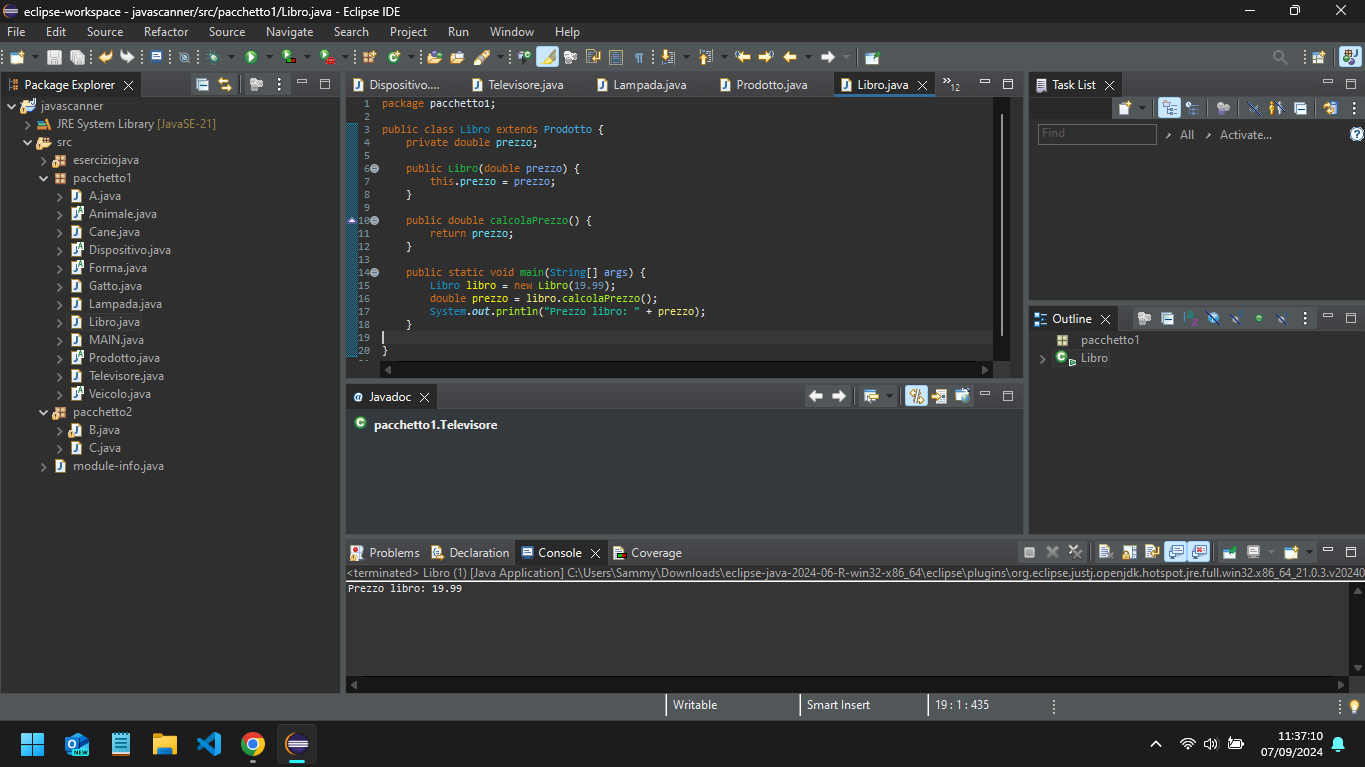 eclipse-workspace - javascanner/src/pacchetto1/Libro.java - Eclipse IDE
File Edit Source Refactor Source Navigate Search Project Run Window Help
Package Explorer
javascanner
JRE System Library [JavaSE-21]
src
eserciziojava
pacchetto1
A.java
Animale.java
Cane.java
Dispositivo.java
Forma.java
Gatto.java
Lampada.java
Libro.java
MAIN.java
Prodotto.java
Televisore.java
Veicolo.java
pacchetto2
B.java
C.java
module-info.java
Dispositivo.... Televisore.java Lampada.java Prodotto.java Libro.java »12
1 package pacchetto1;
2
3 public class Libro extends Prodotto {
4 private double prezzo;
5
6 public Libro(double prezzo) {
7 this.prezzo = prezzo;
8 }
9
10 public double calcolaPrezzo() {
11 return prezzo;
12 }
13
14 public static void main(String[] args) {
15 Libro libro = new Libro(19.99);
16 double prezzo = libro.calcolaPrezzo();
17 System.out.println("Prezzo libro: " + prezzo);
18 }
19
20 }
@ Javadoc
pacchetto1.Televisore
Task List
Find All Activate...
Outline
pacchetto1
Libro
Problems Declaration Console Coverage
<terminated> Libro (1) [Java Application] C:\Users\Sammy\Downloads\eclipse-java-2024-06-R-win32-x86_64\eclipse\plugins\org.eclipse.justj.openjdk.hotspot.jre.full.win32.x86_64_21.0.3.v20240
Prezzo libro: 19.99
Writable Smart Insert 19 : 1 : 435
NEW
11:37:10
07/09/2024